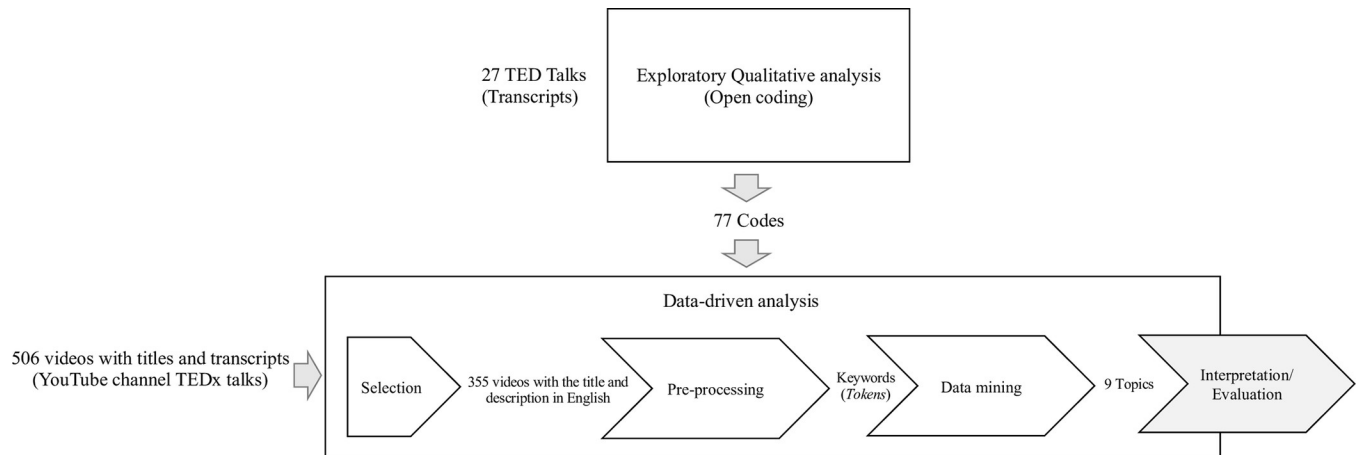 27 TED Talks
(Transcripts)
Exploratory Qualitative analysis
(Open coding)
77 Codes
Data-driven analysis
506 videos with titles and transcripts
(YouTube channel TEDx talks)
Selection
355 videos with the title and
description in English
Pre-processing
Keywords
(Tokens)
Data mining
9 Topics
Interpretation/
Evaluation